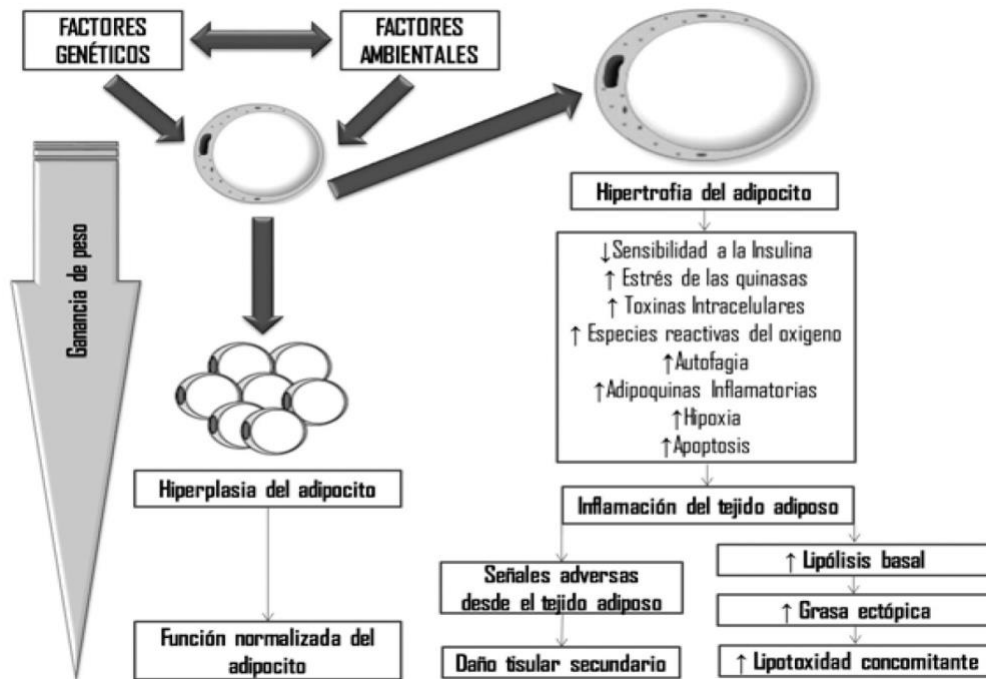 FACTORES
GENÉTICOS
FACTORES
AMBIENTALES
Ganancia de peso
Hipertrofia del adipocito
↓Sensibilidad a la Insulina
↑ Estrés de las quinasas
↑ Toxinas Intracelulares
↑ Especies reactivas del oxigeno
↑Autofagia
↑Adipoquinas Inflamatorias
↑Hipoxia
↑Apoptosis
Hiperplasia del adipocito
Función normalizada del
adipocito
Inflamación del tejido adiposo
Señales adversas
desde el tejido adiposo
Daño tisular secundario
↑ Lipólisis basal
↑ Grasa ectópica
↑ Lipotoxidad concomitante